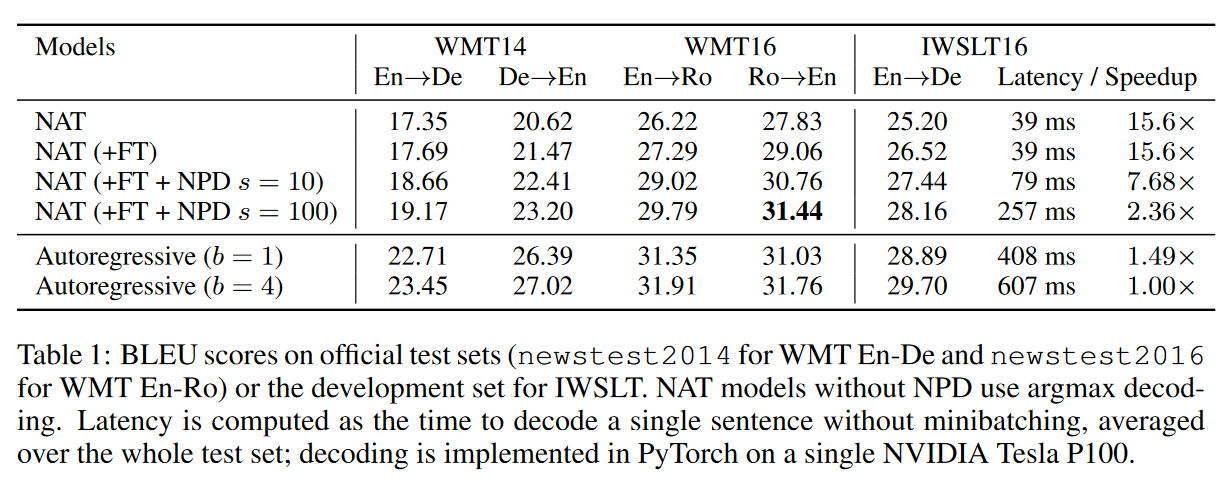 Models WMT14 WMT16 IWSLT16
En→De De→En En→Ro Ro→En En→De Latency / Speedup
NAT 17.35 20.62 26.22 27.83 25.20 39 ms 15.6×
NAT (+FT) 17.69 21.47 27.29 29.06 26.52 39 ms 15.6×
NAT (+FT + NPD s = 10) 18.66 22.41 29.02 30.76 27.44 79 ms 7.68×
NAT (+FT + NPD s = 100) 19.17 23.20 29.79 31.44 28.16 257 ms 2.36×
Autoregressive (b = 1) 22.71 26.39 31.35 31.03 28.89 408 ms 1.49×
Autoregressive (b = 4) 23.45 27.02 31.91 31.76 29.70 607 ms 1.00×
Table 1: BLEU scores on official test sets (newstest2014 for WMT En-De and newstest2016
for WMT En-Ro) or the development set for IWSLT. NAT models without NPD use argmax decod-
ing. Latency is computed as the time to decode a single sentence without minibatching, averaged
over the whole test set; decoding is implemented in PyTorch on a single NVIDIA Tesla P100.